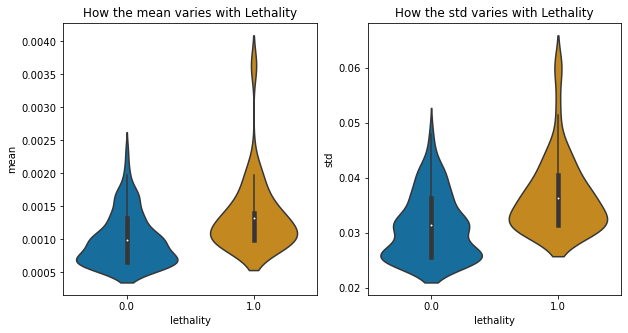 How the mean varies with Lethality
How the std varies with Lethality
0.0040
0.0035
0.0030
0.0025
0.0020
0.0015
0.0010
0.0005
mean
0.0
1.0
lethality
0.06
0.05
0.04
0.03
0.02
std
0.0
1.0
lethality